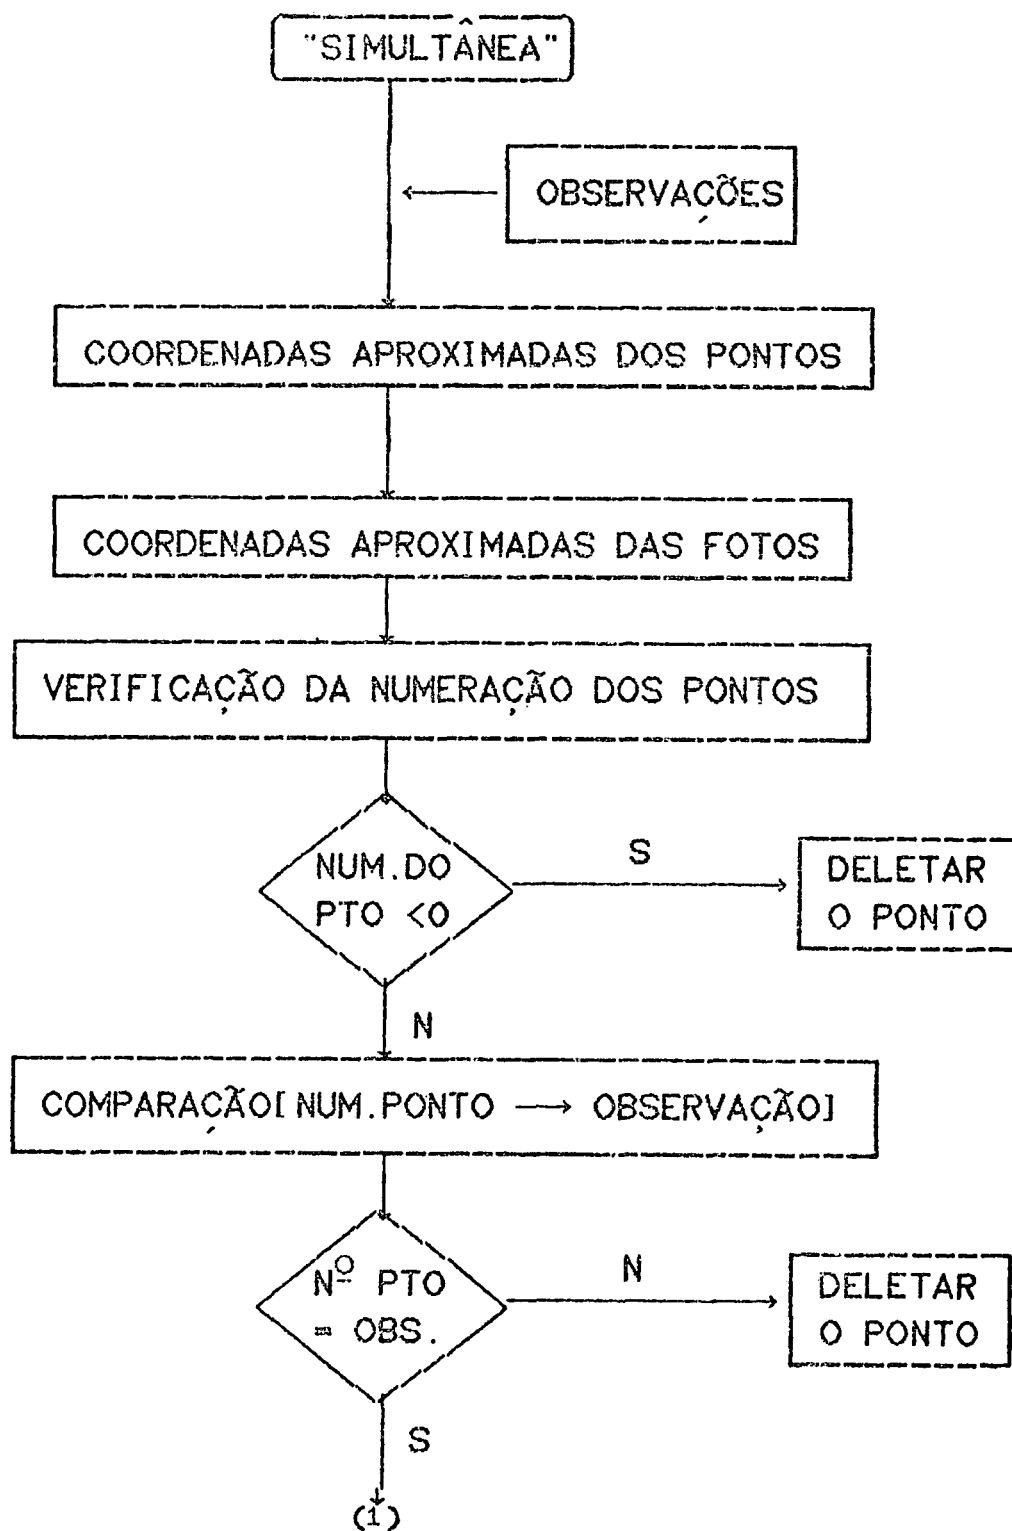 "SIMULTÂNEA"
OBSERVAÇÕES
COORDENADAS APROXIMADAS DOS PONTOS
COORDENADAS APROXIMADAS DAS FOTOS
VERIFICAÇÃO DA NUMERAÇÃO DOS PONTOS
NUM.DO
PTO <0
S
DELETAR
O PONTO
N
COMPARAÇÃO[NUM.PONTO → OBSERVAÇÃO]
Nº PTO
= OBS.
N
DELETAR
O PONTO
S
(1)